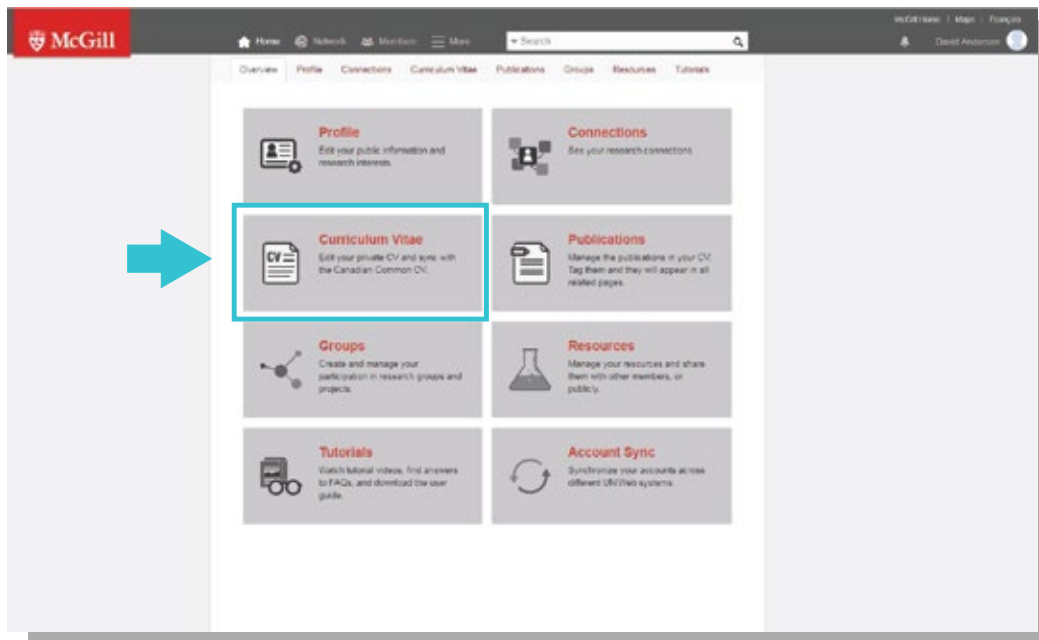 McGill Home | Maps | Français
McGill
Home Network Members More Search David Anderson
Overview Profile Connections Curriculum Vitae Publications Groups Resources Tutorials
Profile
Edit your public information and
research interests.
Connections
See your research connections.
CV
Curriculum Vitae
Edit your private CV and sync with
the Canadian Common CV.
Publications
Manage the publications in your CV.
Tag them and they will appear in all
related pages.
Groups
Create and manage your
participation in research groups and
projects.
Resources
Manage your resources and share
them with other members, or
publicly.
Tutorials
Watch tutorial videos, find answers
to FAQs, and download the user
guide.
Account Sync
Synchronize your accounts across
different UNIWeb systems.